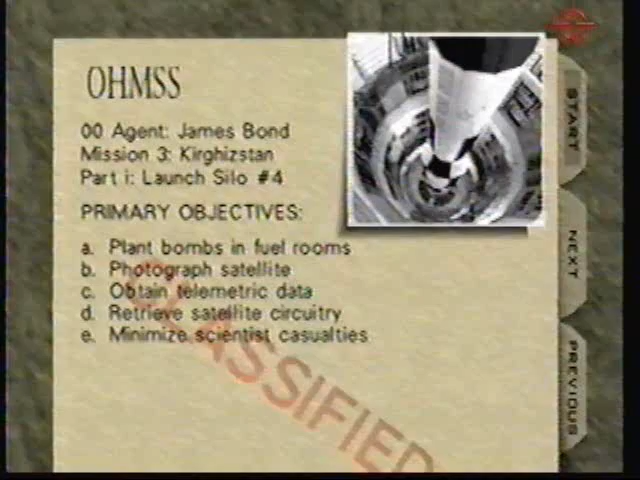 OHMSS
00 Agent: James Bond
Mission 3: Kirghizstan
Part i: Launch Silo #4
PRIMARY OBJECTIVES:
a. Plant bombs in fuel rooms
b. Photograph satellite
c. Obtain telemetric data
d. Retrieve satellite circuitry
e. Minimize scientist casualties
CLASSIFIED
START
NEXT
PREVIOUS